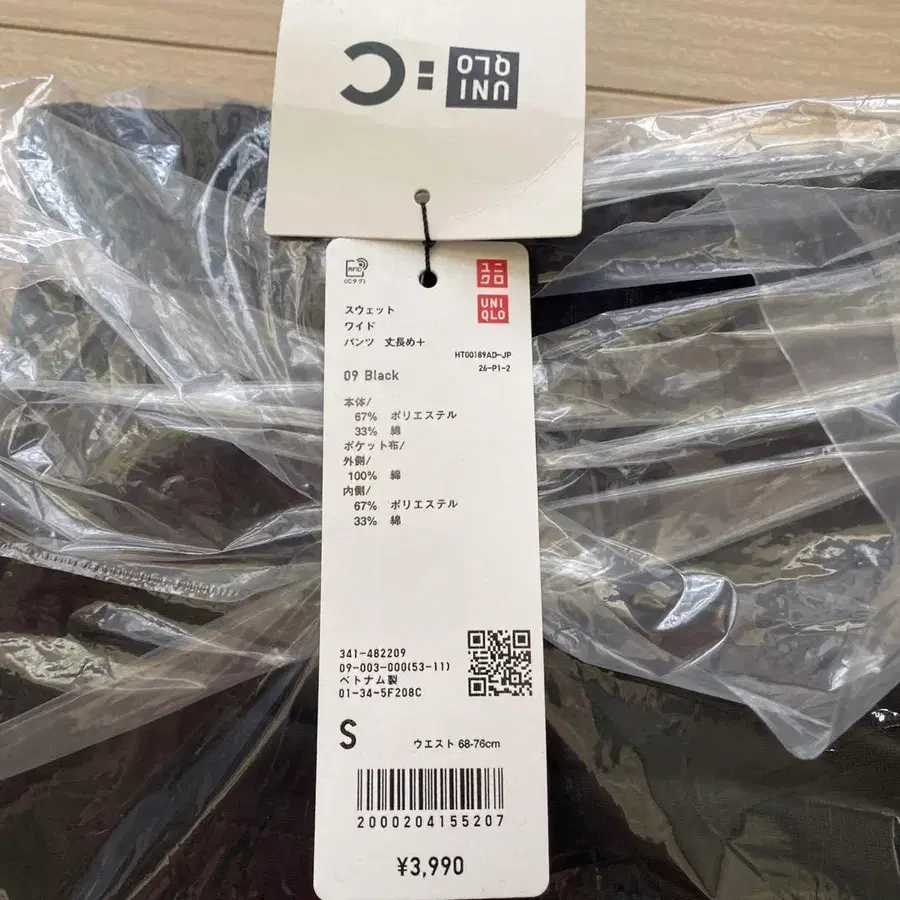 UNI
QLO
:C
RFID
(ICタグ)
ユニ
クロ
UNI
QLO
スウェット
ワイド
パンツ 丈長め+
HT00189AD-JP
26-P1-2
09 Black
本体/
67% ポリエステル
33% 綿
ポケット布/
外側/
100% 綿
内側/
67% ポリエステル
33% 綿
341-482209
09-003-000(53-11)
ベトナム製
01-34-5F208C
S
ウエスト 68-76cm
2000204155207
¥3,990